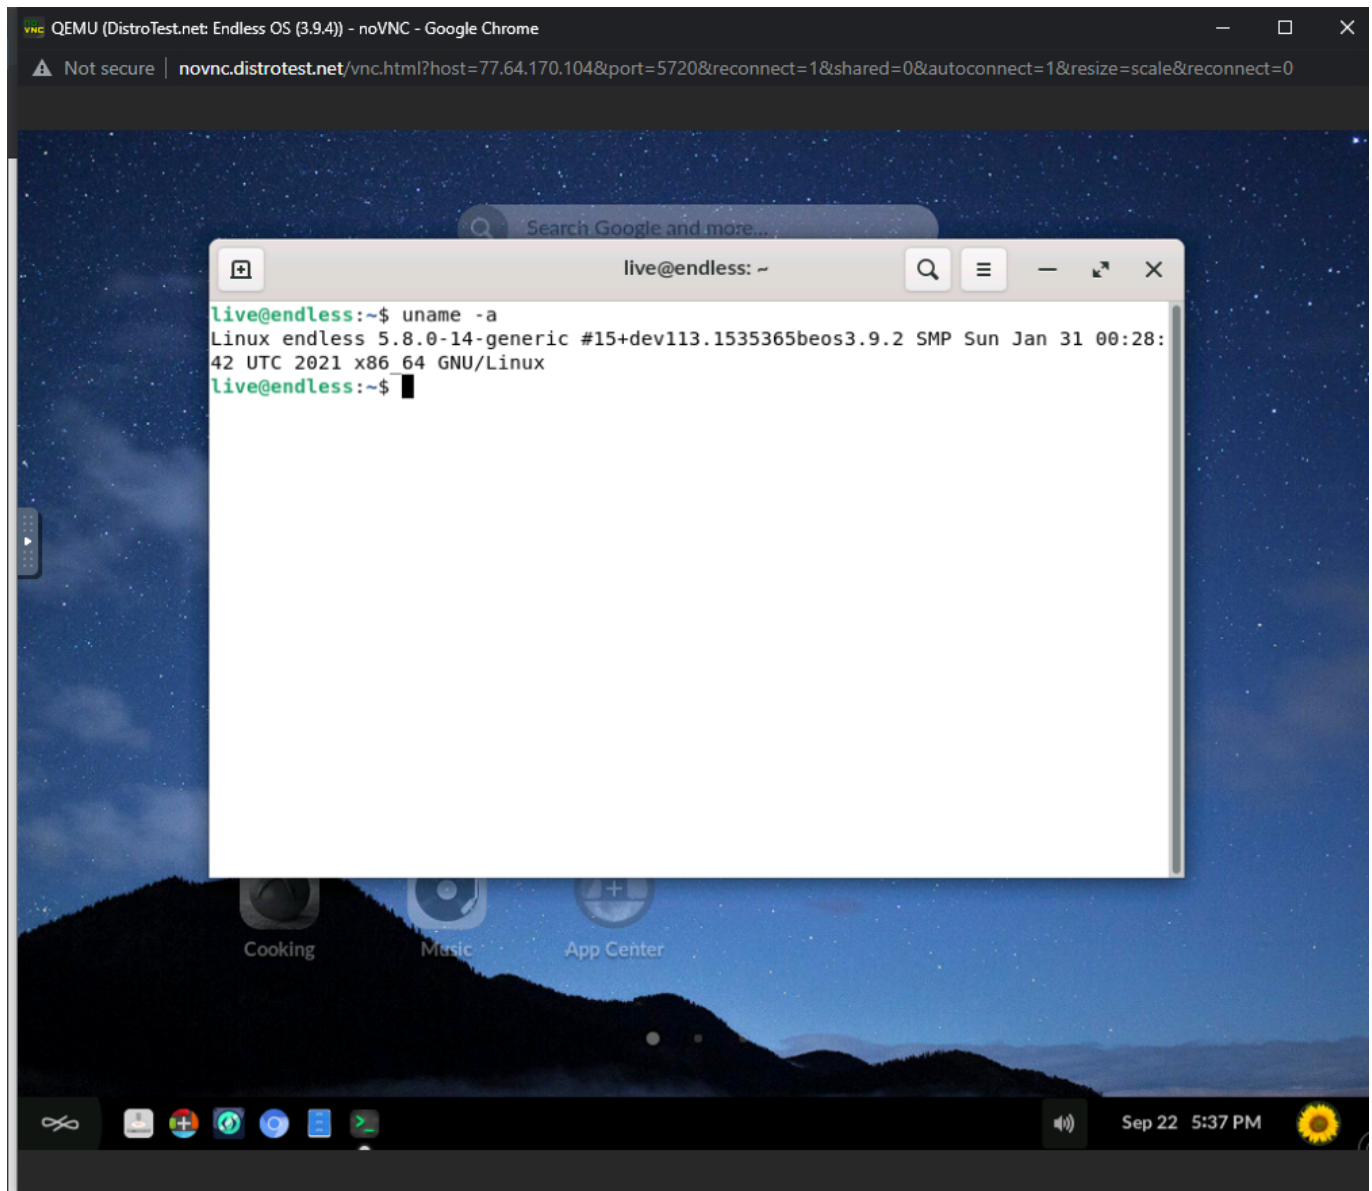 QEMU (DistroTest.net: Endless OS (3.9.4)) - noVNC - Google Chrome
Not secure | novnc.distrotest.net/vnc.html?host=77.64.170.104&port=5720&reconnect=1&shared=0&autoconnect=1&resize=scale&reconnect=0
Search Google and more...
live@endless: ~
live@endless:~$ uname -a
Linux endless 5.8.0-14-generic #15+dev113.1535365beos3.9.2 SMP Sun Jan 31 00:28:
42 UTC 2021 x86_64 GNU/Linux
live@endless:~$
Cooking
Music
App Center
Sep 22 5:37 PM